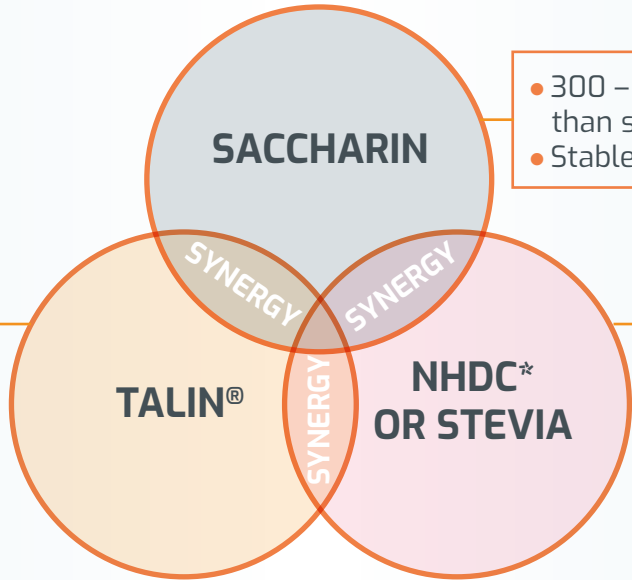 SACCHARIN
• 300 –
than s
• Stable
SYNERGY
SYNERGY
TALIN®
SYNERGY
NHDC*
OR STEVIA